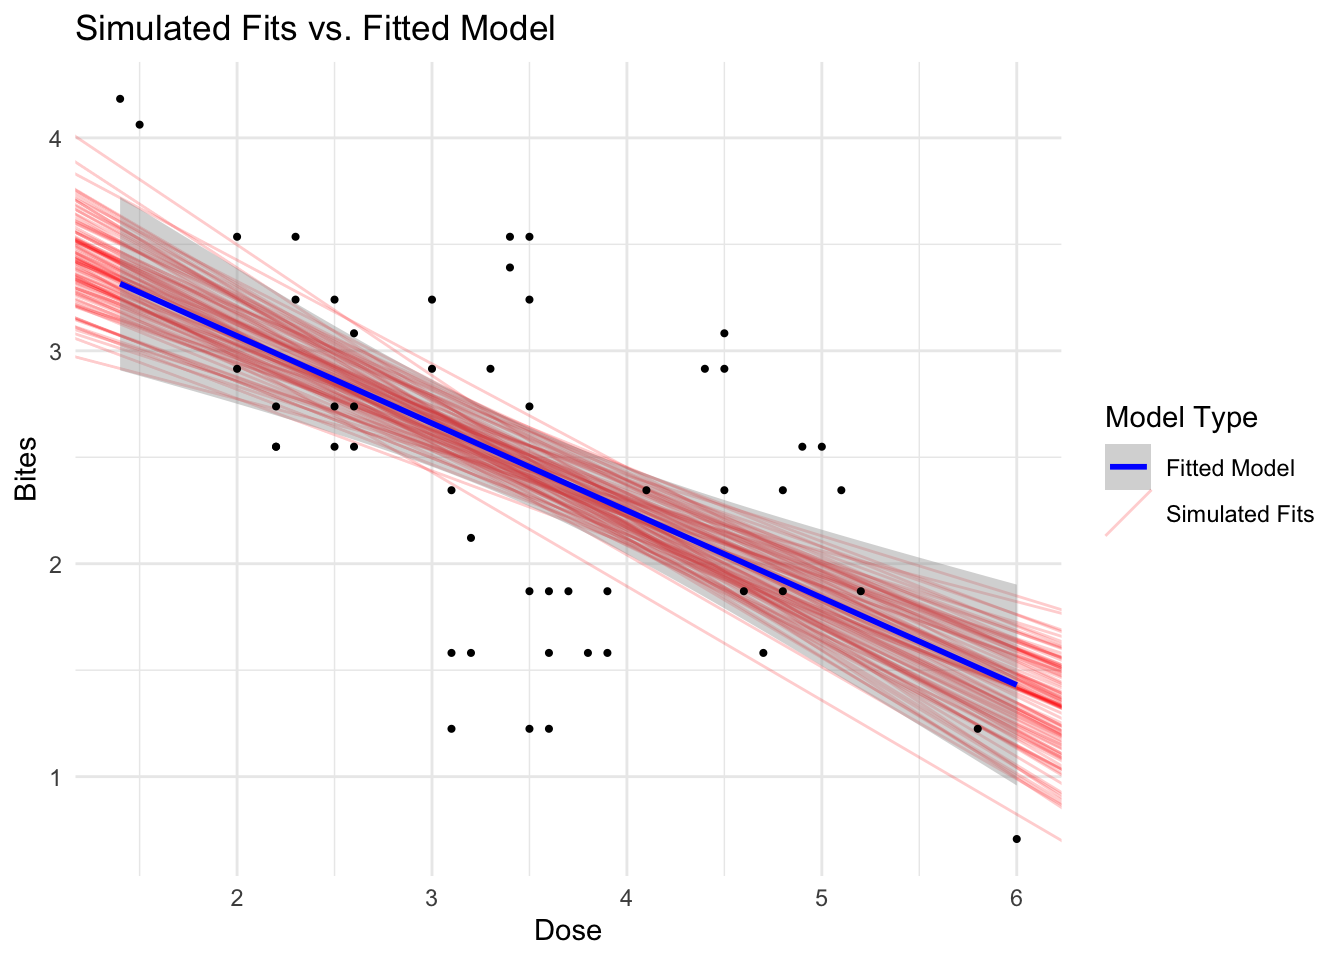 Simulated Fits vs. Fitted Model
4
3
2
1
Bites
2 3 4 5 6
Dose
Model Type
Fitted Model
Simulated Fits